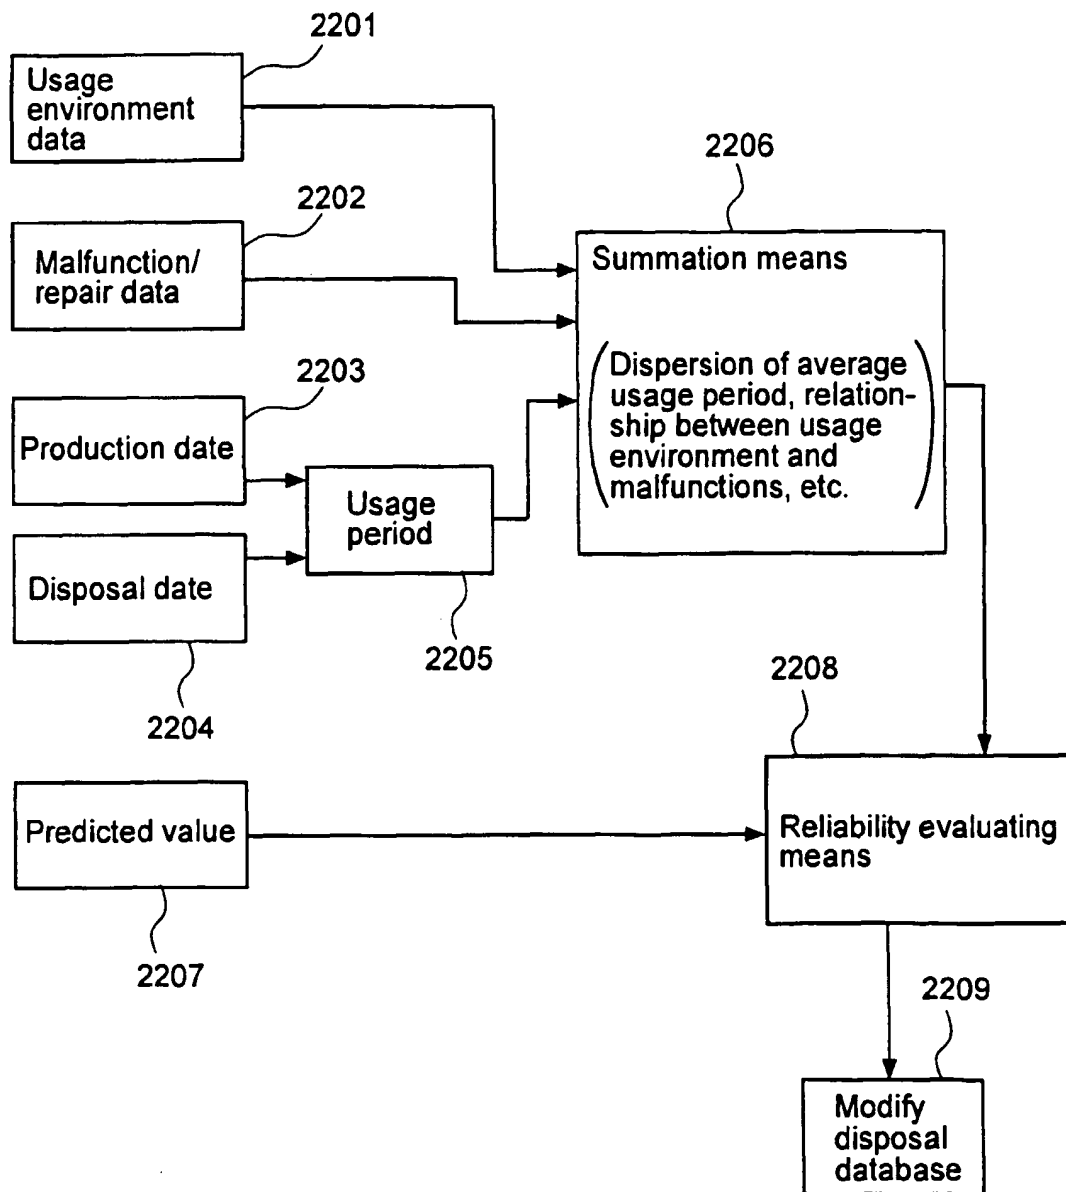 2201
Usage
environment
data
2202
Malfunction/
repair data
2206
Summation means
Dispersion of average
usage period, relation-
ship between usage
environment and
malfunctions, etc.
2203
Production date
Usage
period
Disposal date
2205
2204
2208
Predicted value
Reliability evaluating
means
2207
2209
Modify
disposal
database